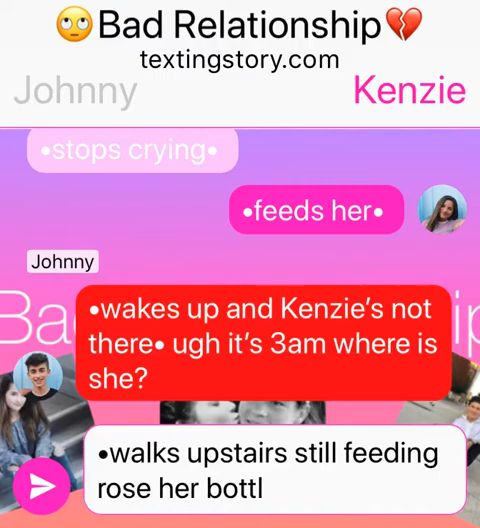 🙄Bad Relationship💔
textingstory.com
Johnny Kenzie
•stops crying•
•feeds her•
Johnny
•wakes up and Kenzie's not
there• ugh it's 3am where is
she?
•walks upstairs still feeding
rose her bottl